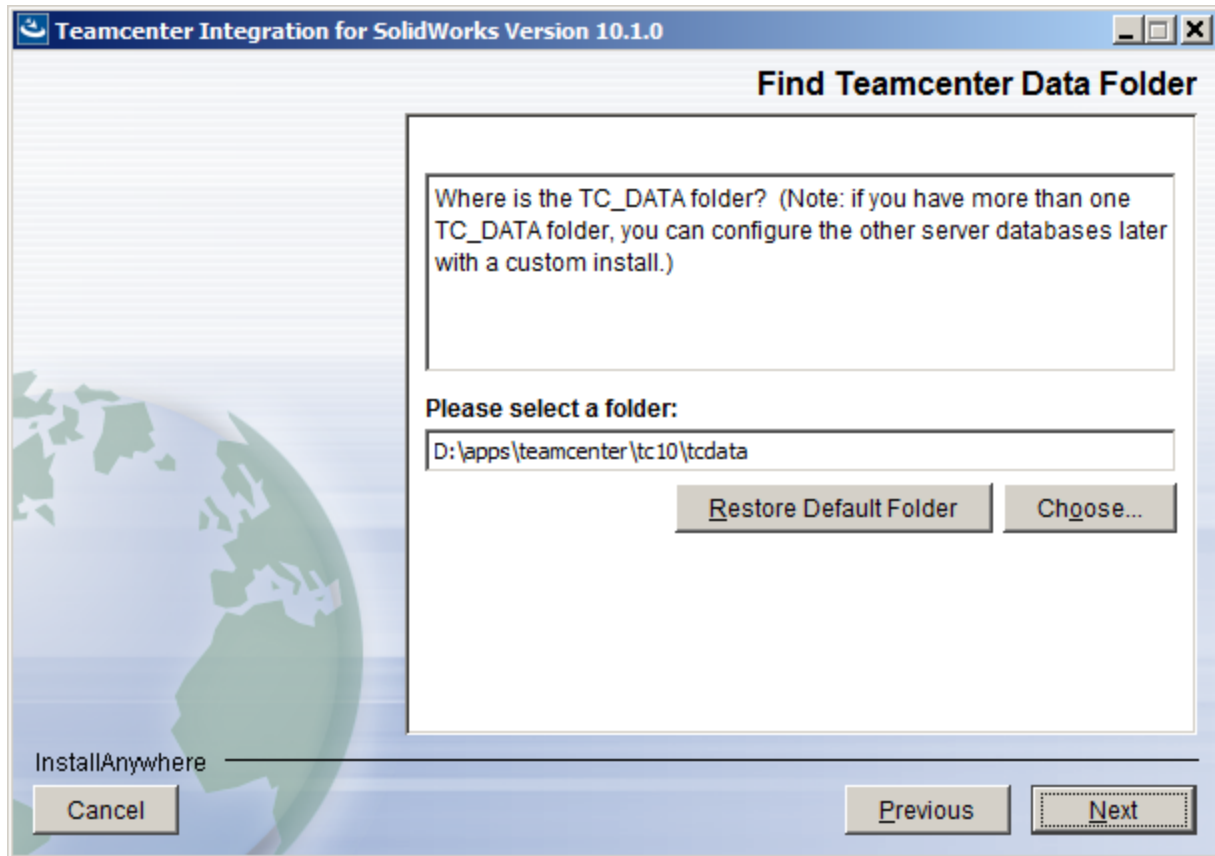 Teamcenter Integration for SolidWorks Version 10.1.0
Find Teamcenter Data Folder
Where is the TC_DATA folder?  (Note: if you have more than one
TC_DATA folder, you can configure the other server databases later
with a custom install.)
Please select a folder:
D:\apps\teamcenter\tc10\tcdata
Restore Default Folder
Choose...
InstallAnywhere
Cancel
Previous
Next